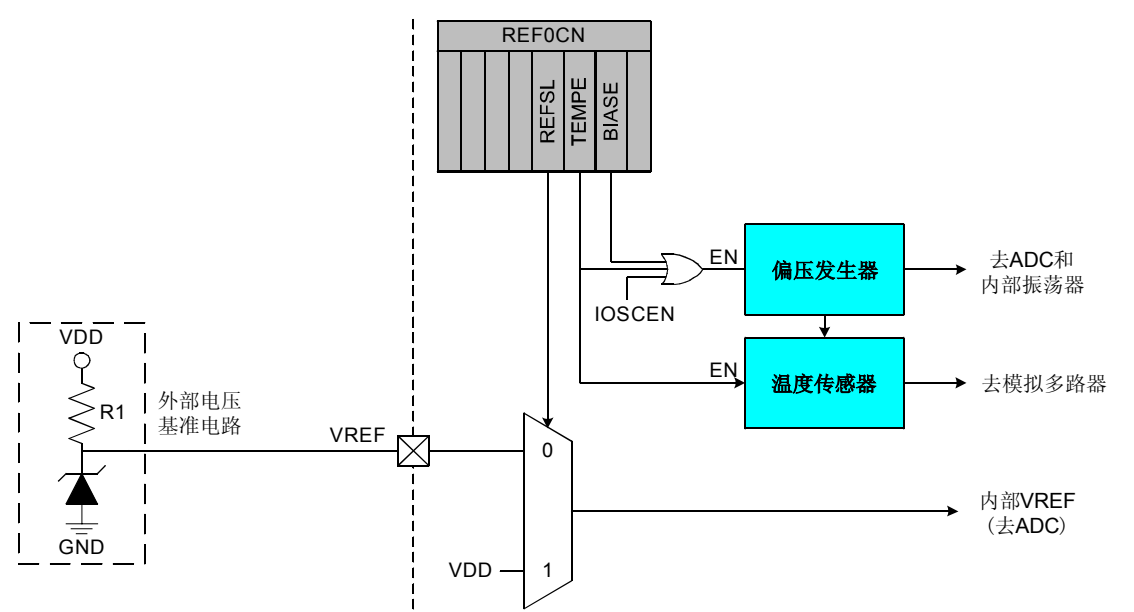 REF0CN
REFSL
TEMPE
BIASE
EN
偏压发生器
去ADC和
内部振荡器
IOSCEN
EN
温度传感器
去模拟多路器
VDD
R1
外部电压
基准电路
VREF
0
内部VREF
(去ADC)
GND
VDD
1